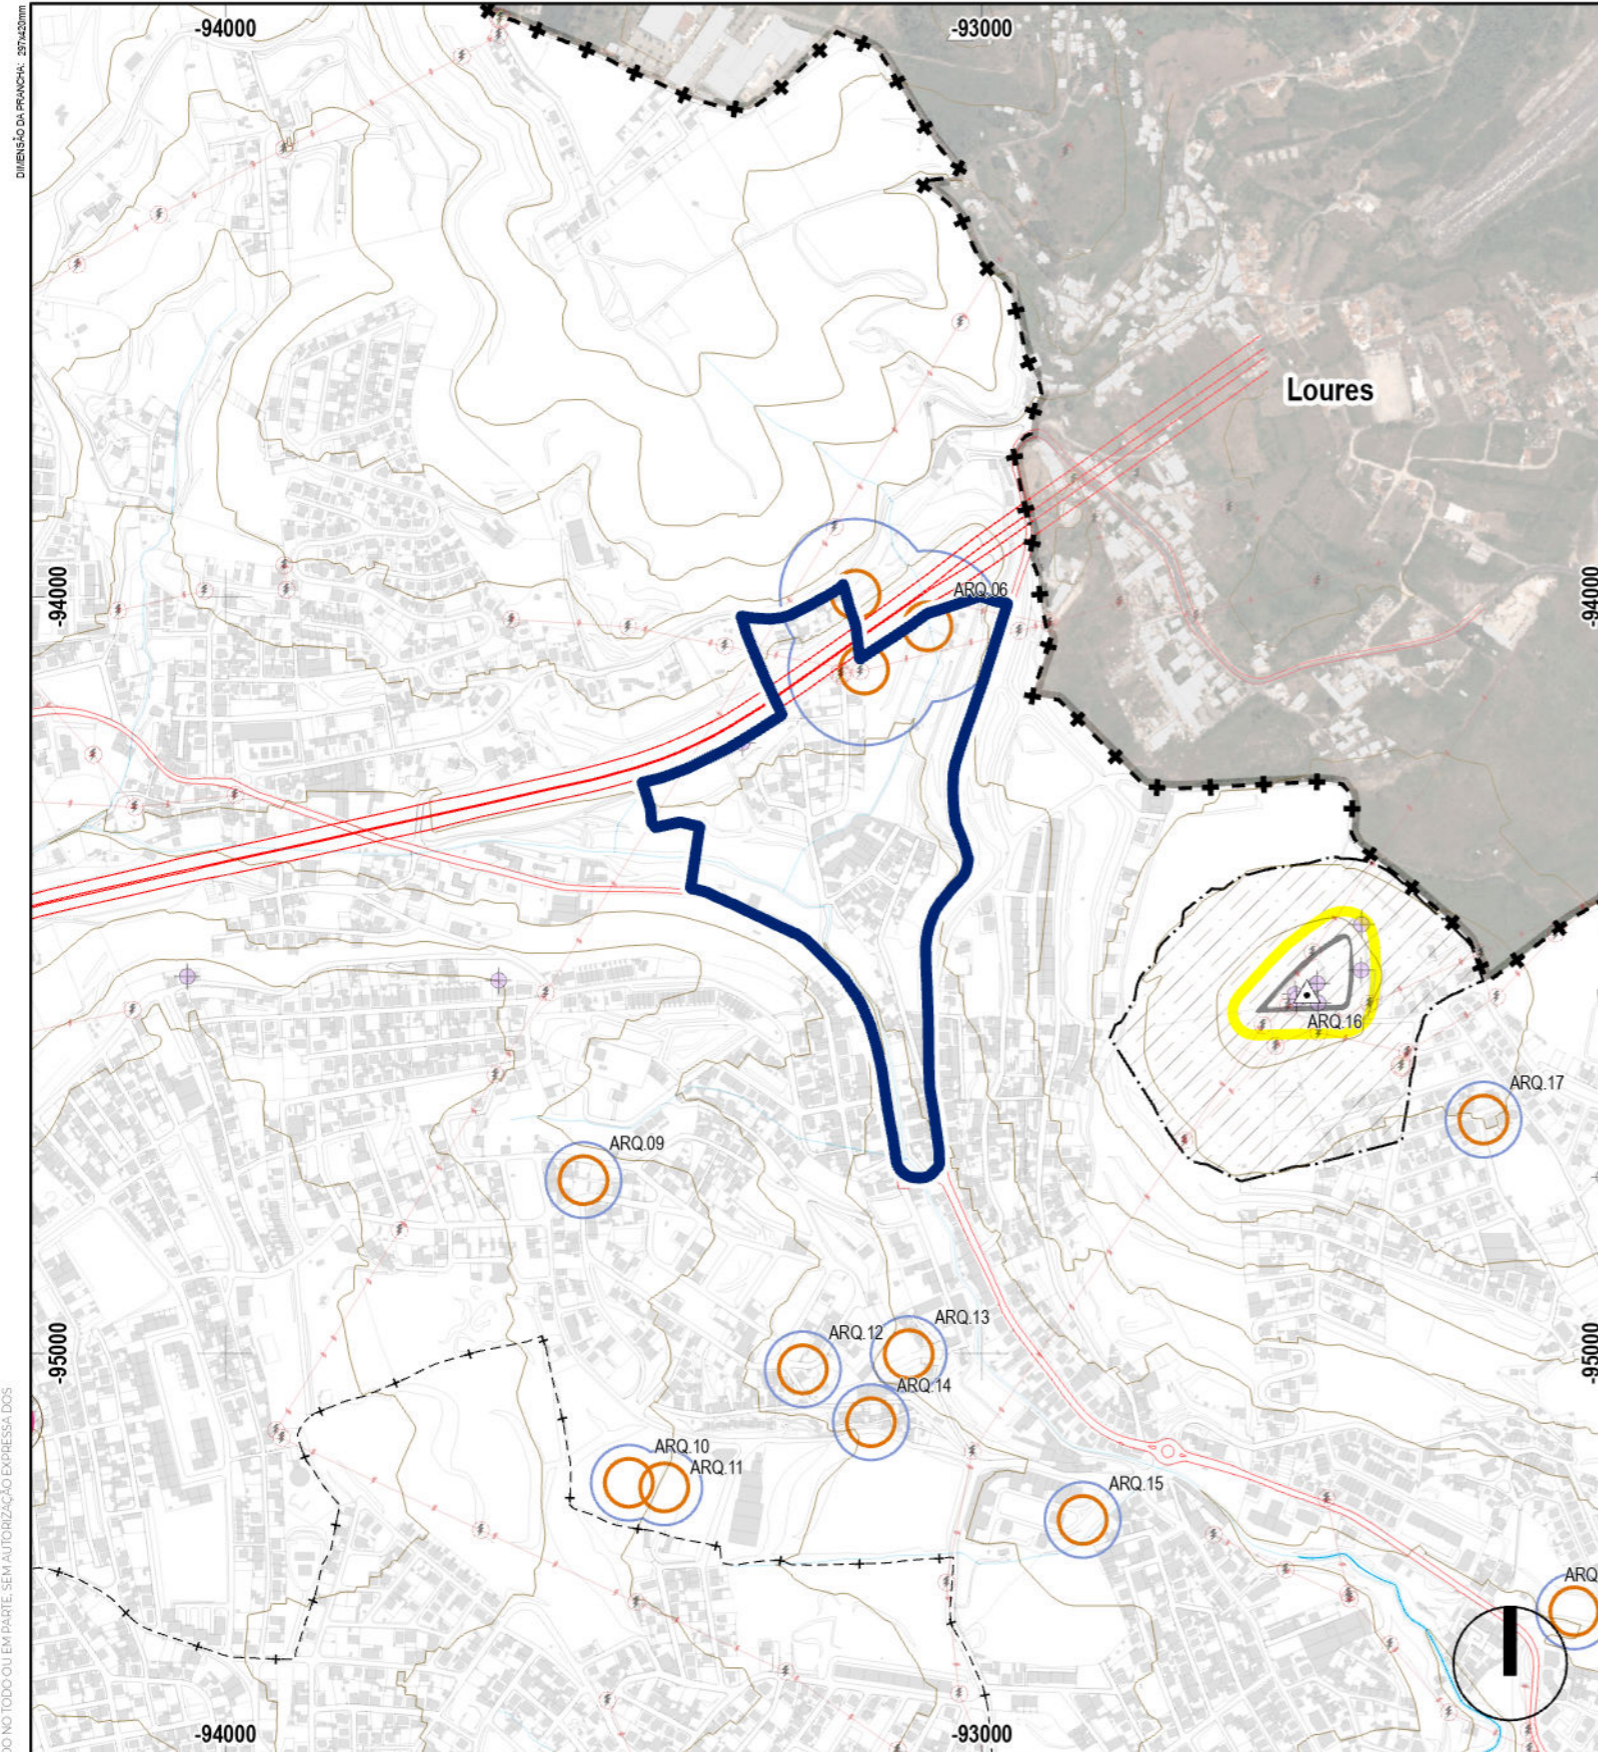 DIMENSÃO DA PRANCHA: 297x420mm
-94000
-93000
Loures
-94000
-94000
ARQ.06
ARQ.16
ARQ.17
ARQ.09
ARQ.13
ARQ.12
ARQ.14
-95000
-95000
ARQ.10
ARQ.11
ARQ.15
ARQ
DO NO TODO OU EM PARTE, SEM AUTORIZAÇÃO EXPRESSA DOS
-94000
-93000